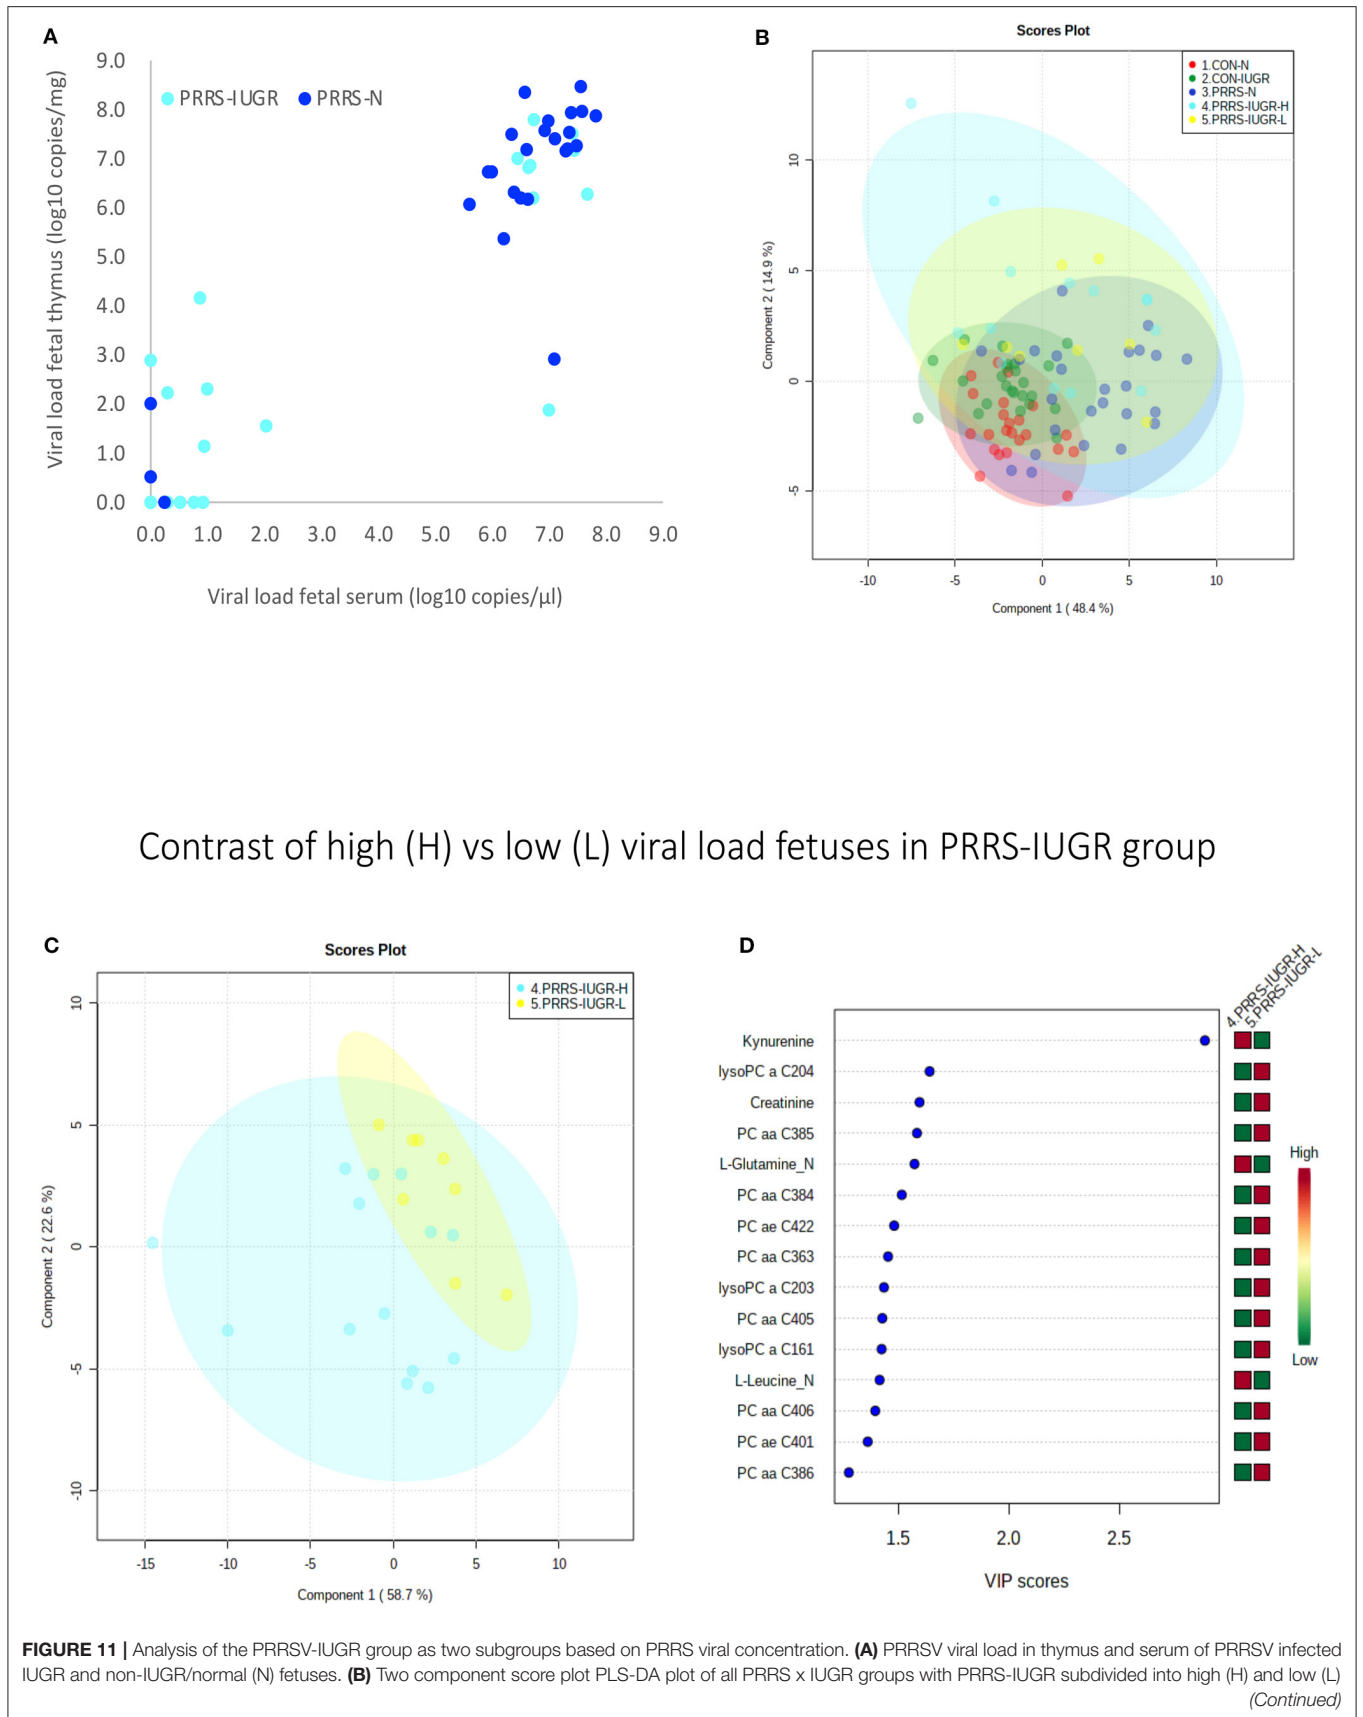 A
Viral load fetal thymus (log10 copies/mg)
9.0
8.0
7.0
6.0
5.0
4.0
3.0
2.0
1.0
0.0
PRRS-IUGR PRRS-N
0.0 1.0 2.0 3.0 4.0 5.0 6.0 7.0 8.0 9.0
Viral load fetal serum (log10 copies/µl)
B
Scores Plot
1.CON-N
2.CON-IUGR
3.PRRS-N
4.PRRS-IUGR-H
5.PRRS-IUGR-L
Component 2 ( 14.9 %)
10
5
0
-5
-10 -5 0 5 10
Component 1 ( 48.4 %)
Contrast of high (H) vs low (L) viral load fetuses in PRRS-IUGR group
C
Scores Plot
4.PRRS-IUGR-H
5.PRRS-IUGR-L
Component 2 ( 22.6 %)
10
5
0
-5
-10
-15 -10 -5 0 5 10
Component 1 ( 58.7 %)
D
4.PRRS-IUGR-H
5.PRRS-IUGR-L
Kynurenine
lysoPC a C204
Creatinine
PC aa C385
L-Glutamine_N
PC aa C384
PC ae C422
PC aa C363
lysoPC a C203
PC aa C405
lysoPC a C161
L-Leucine_N
PC aa C406
PC ae C401
PC aa C386
High
Low
1.5 2.0 2.5
VIP scores
FIGURE 11 | Analysis of the PRRSV-IUGR group as two subgroups based on PRRS viral concentration. (A) PRRSV viral load in thymus and serum of PRRSV infected
IUGR and non-IUGR/normal (N) fetuses. (B) Two component score plot PLS-DA plot of all PRRS x IUGR groups with PRRS-IUGR subdivided into high (H) and low (L)
(Continued)